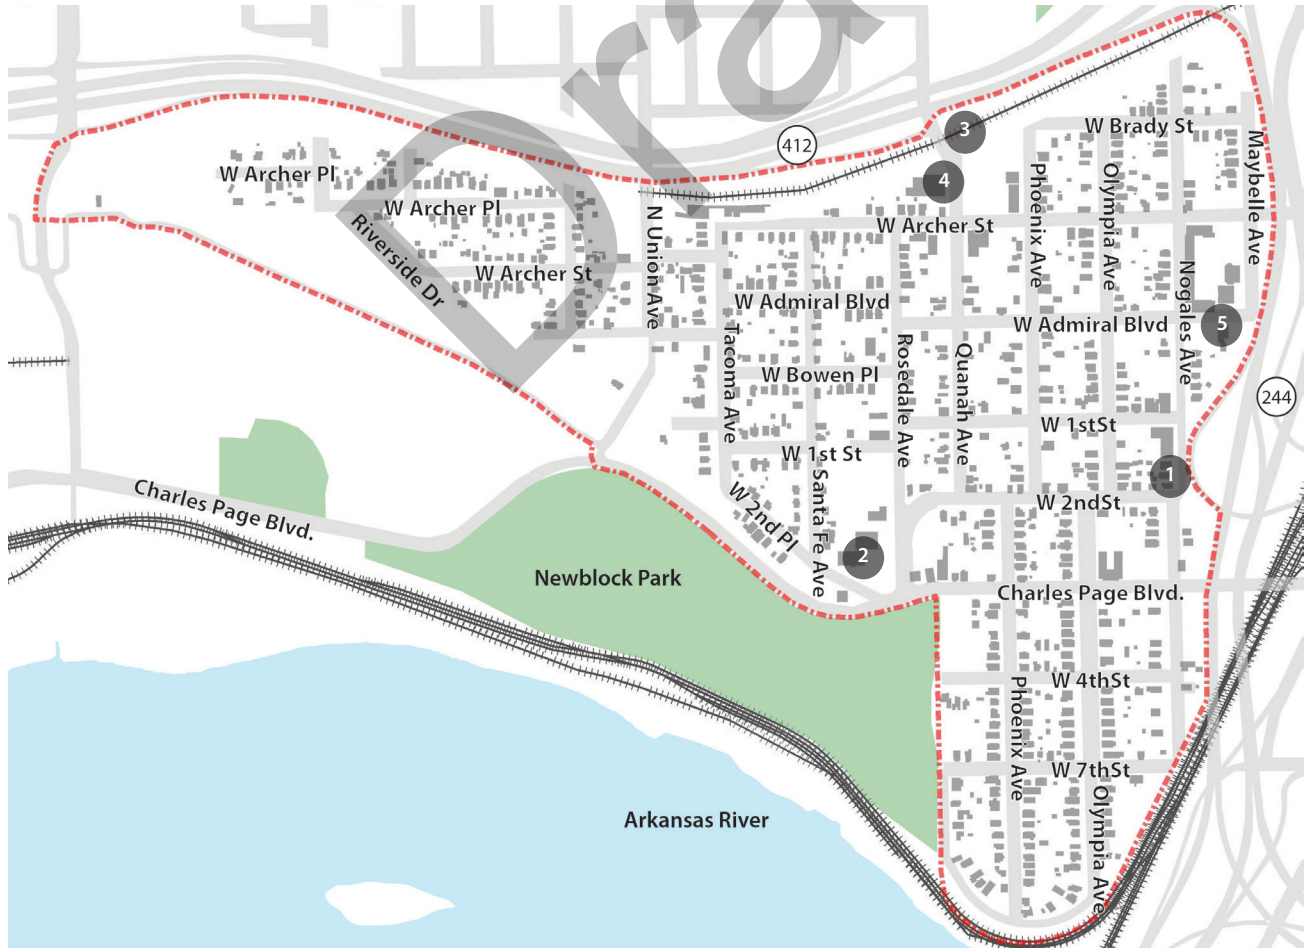 Dra
3
412
W Brady St
W Archer Pl
4
Maybelle Ave
Phoenix Ave
Olympia Ave
W Archer Pl
W Archer St
N Union Ave
Riverside Dr
W Archer St
Nogales Ave
W Admiral Blvd
W Admiral Blvd
5
Tacoma Ave
Rosedale Ave
Quanah Ave
W Bowen Pl
244
W 1stSt
W 1st St
1
Charles Page Blvd.
W 2nd Pl
Santa Fe Ave
W 2ndSt
2
Newblock Park
Charles Page Blvd.
W 4thSt
Phoenix Ave
W 7thSt
Olympia Ave
Arkansas River